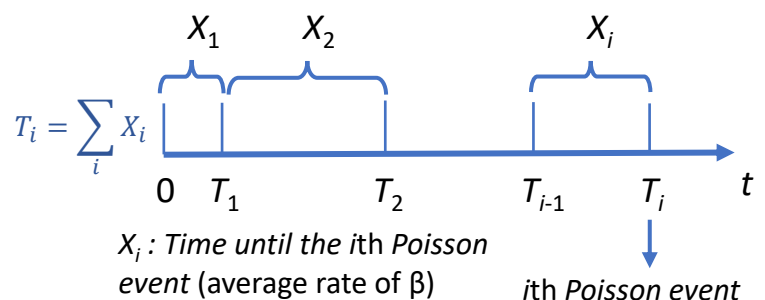 X₁ X₂ Xᵢ
Tᵢ = ∑ᵢ Xᵢ
0 T₁ T₂ Tᵢ₋₁ Tᵢ t
Xᵢ : Time until the ith Poisson
event (average rate of β)
ith Poisson event